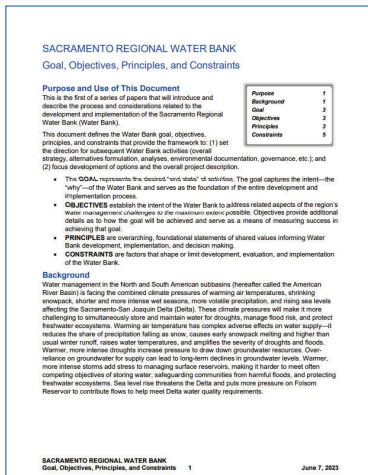 SACRAMENTO REGIONAL WATER BANK
Goal, Objectives, Principles, and Constraints
Purpose and Use of This Document
This is the first of a series of papers that will introduce and
describe the process and considerations related to the
development and implementation of the Sacramento Regional
Water Bank (Water Bank).
Purpose 1
Background 1
Goal 3
Objectives 3
Principles 3
Constraints 5
This document defines the Water Bank goal, objectives,
principles, and constraints that provide the framework to: (1) set
the direction for subsequent Water Bank activities (overall
strategy, alternatives formulation, analyses, environmental documentation, governance, etc.); and
(2) focus development of options and the overall project description.
• The GOAL represents the desired "end state" of activities. The goal captures the intent—the
"why"—of the Water Bank and serves as the foundation of the entire development and
implementation process.
• OBJECTIVES establish the intent of the Water Bank to address related aspects of the region's
water management challenges to the maximum extent possible. Objectives provide additional
details as to how the goal will be achieved and serve as a means of measuring success in
achieving that goal.
• PRINCIPLES are overarching, foundational statements of shared values informing Water
Bank development, implementation, and decision making.
• CONSTRAINTS are factors that shape or limit development, evaluation, and implementation
of the Water Bank.
Background
Water management in the North and South American subbasins (hereafter called the American
River Basin) is facing the combined climate pressures of warming air temperatures, shrinking
snowpack, shorter and more intense wet seasons, more volatile precipitation, and rising sea levels
affecting the Sacramento-San Joaquin Delta (Delta). These climate pressures will make it more
challenging to simultaneously store and maintain water for droughts, manage flood risk, and protect
freshwater ecosystems. Warming air temperature has complex adverse effects on water supply—it
reduces the share of precipitation falling as snow, causes early snowpack melting and higher than
usual winter runoff, raises water temperatures, and amplifies the severity of droughts and floods.
Warmer, more intense droughts increase pressure to draw down groundwater resources. Over-
reliance on groundwater for supply can lead to long-term declines in groundwater levels. Warmer,
more intense storms add stress to managing surface reservoirs, making it harder to meet often
competing objectives of storing water, safeguarding communities from harmful floods, and protecting
freshwater ecosystems. Sea level rise threatens the Delta and puts more pressure on Folsom
Reservoir to contribute flows to help meet Delta water quality requirements.
SACRAMENTO REGIONAL WATER BANK
Goal, Objectives, Principles, and Constraints 1 June 7, 2023